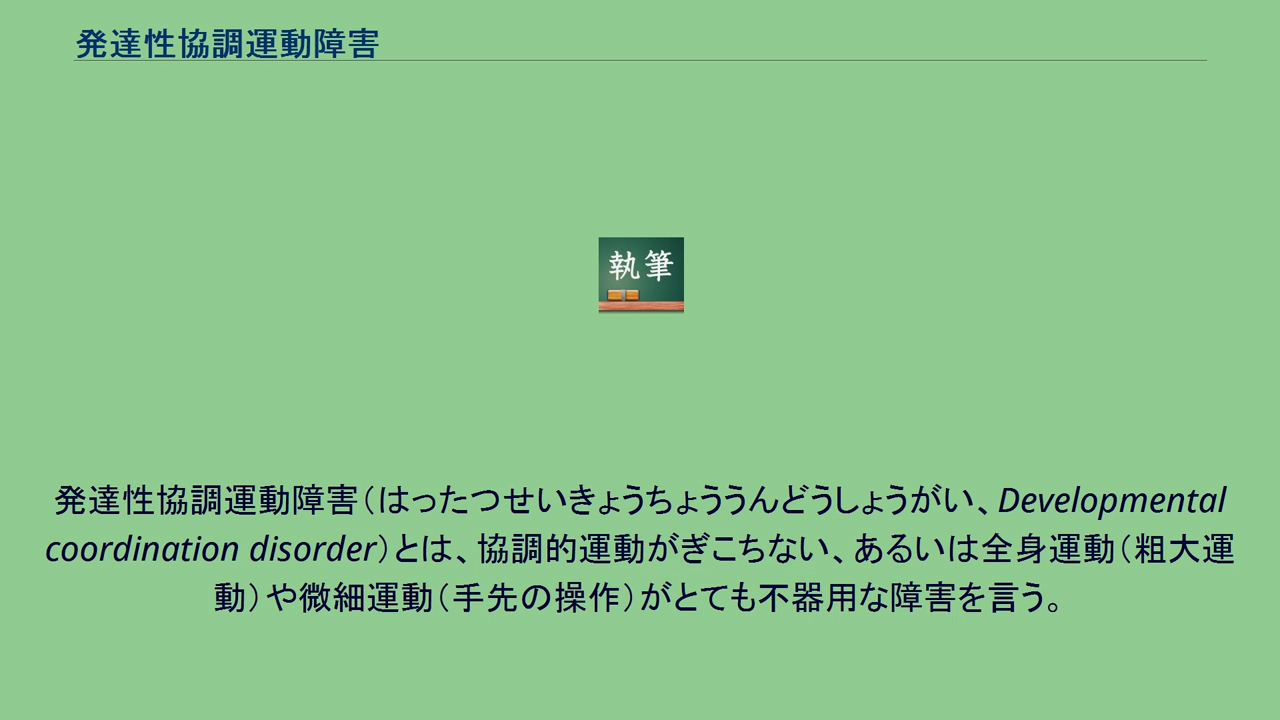 発達性協調運動障害
執筆
発達性協調運動障害（はったつせいきょうちょううんどうしょうがい、Developmental
coordination disorder）とは、協調的運動がぎこちない、あるいは全身運動（粗大運
動）や微細運動（手先の操作）がとても不器用な障害を言う。